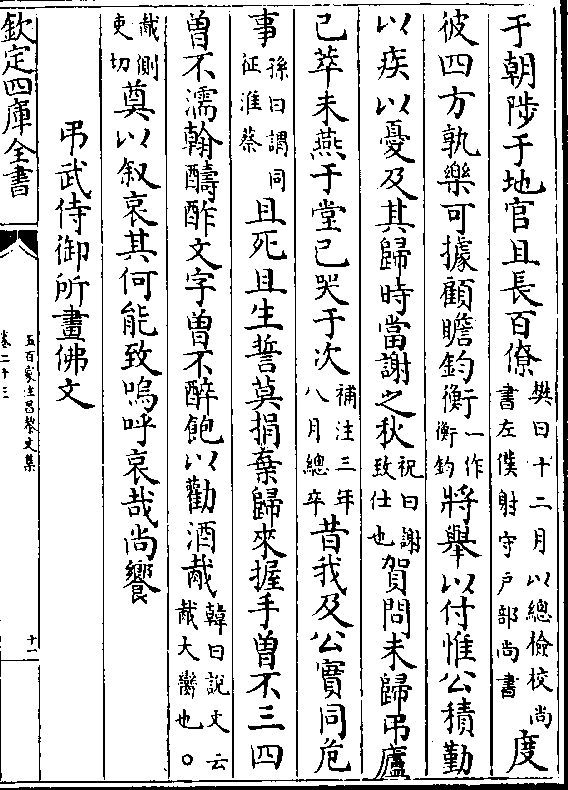 于朝陟于地官且長百僚樊曰十二月以總檢校尚書左僕射守户部尚書度
彼四方孰樂可據顧瞻鈞衡一作衡鈞將舉以付惟公積勤
以疾以憂及其歸時當謝之秋祝曰謝致仕也賀問未歸弔廬
已萃未燕于堂已哭于次補注三年八月總卒昔我及公實同危
事孫曰謂同征淮蔡且死且生誓莫捐棄歸來握手曾不三四
曾不濡翰醻酢文字曾不醉飽以勸酒胾韓曰說文云胾大臠也○
胾側吏切奠以叙哀其何能致嗚呼哀哉尚饗
弔武侍御所畫佛文
欽定四庫全書
五百家注昌黎文集
卷二十三
十一